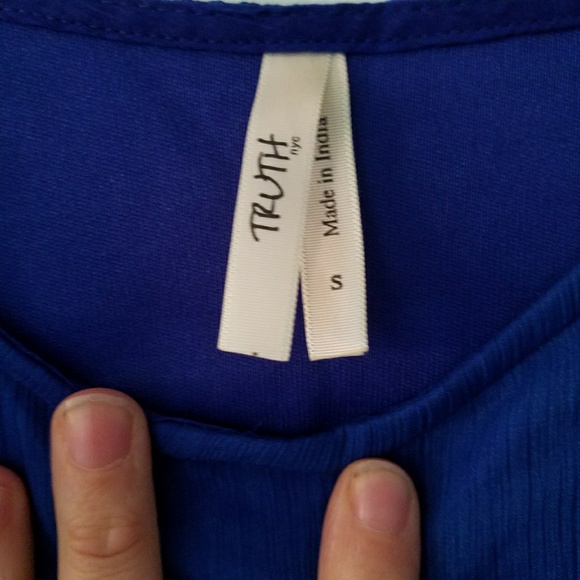 TRUTH
nyc
Made in India
S